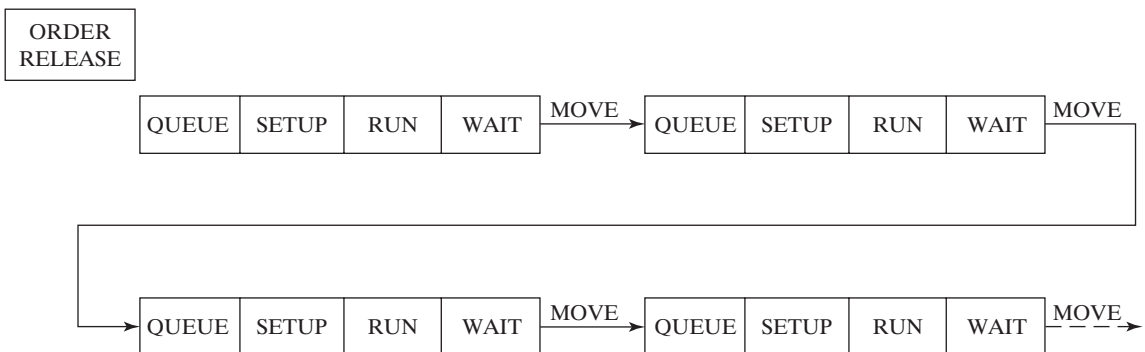 ORDER
RELEASE
QUEUE SETUP RUN WAIT MOVE QUEUE SETUP RUN WAIT MOVE
QUEUE SETUP RUN WAIT MOVE QUEUE SETUP RUN WAIT MOVE